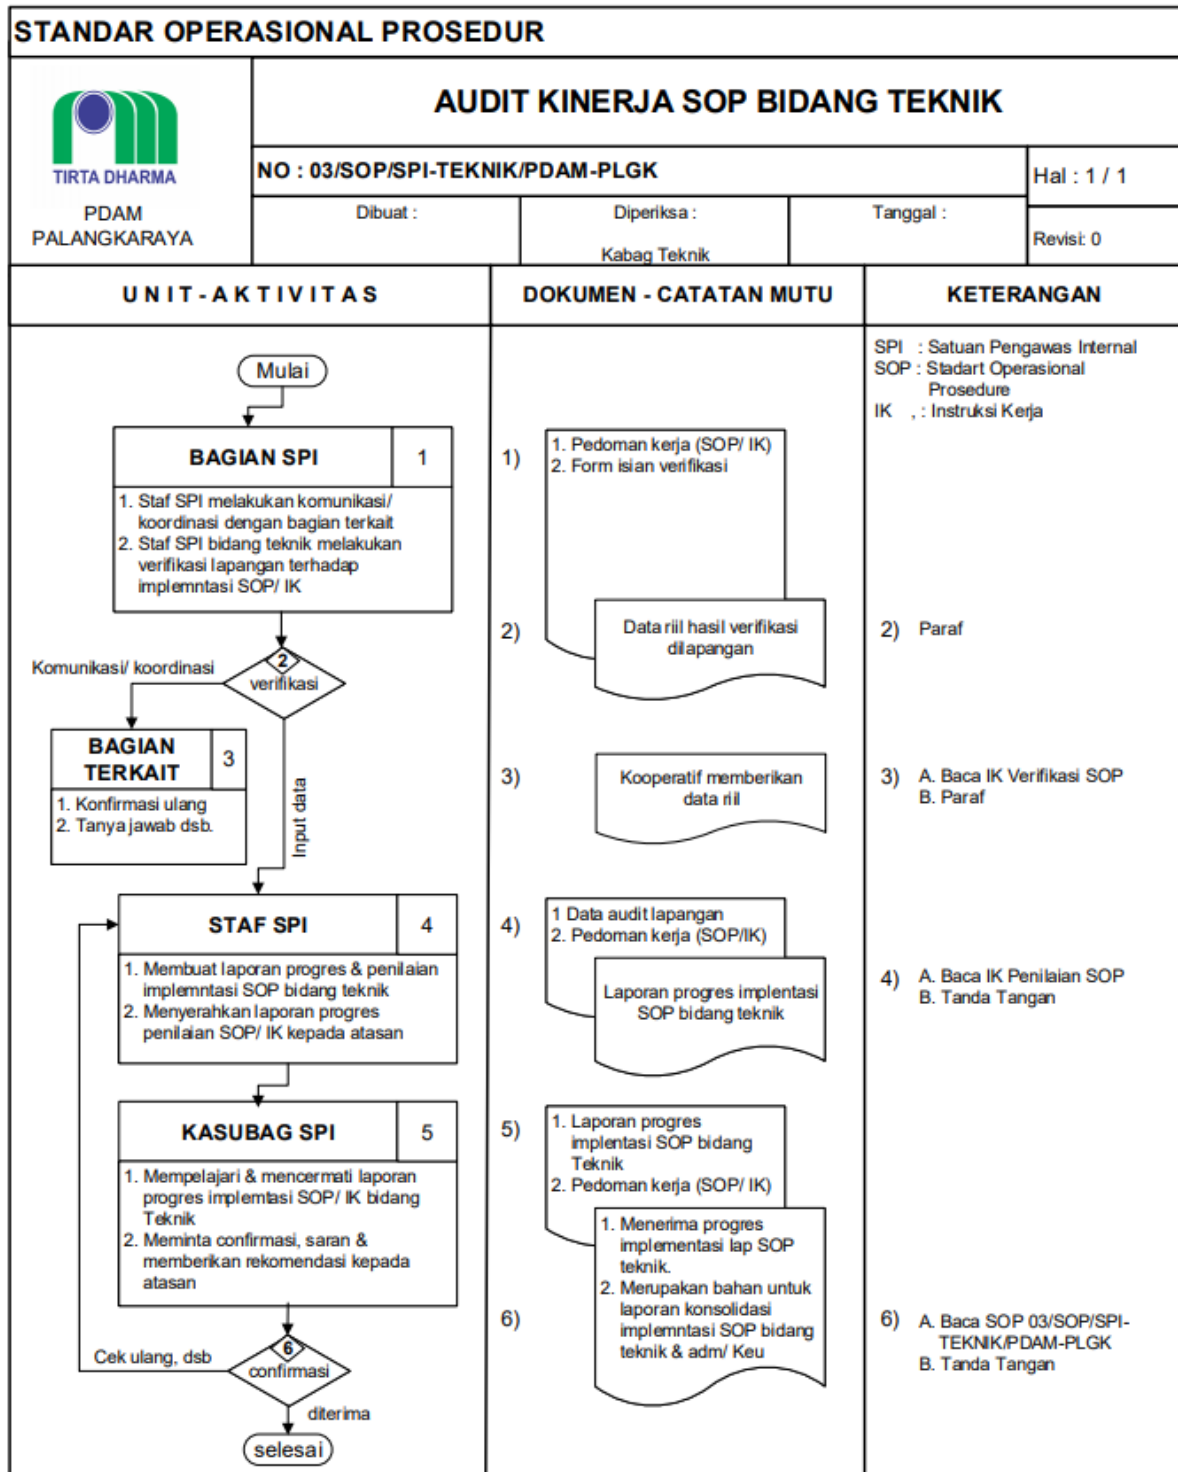 STANDAR OPERASIONAL PROSEDUR
TIRTA DHARMA
PDAM
PALANGKARAYA
AUDIT KINERJA SOP BIDANG TEKNIK
NO : 03/SOP/SPI-TEKNIK/PDAM-PLGK
Hal : 1 / 1
Dibuat :
Diperiksa :
Kabag Teknik
Tanggal :
Revisi: 0
UNIT-AKTIVITAS
DOKUMEN - CATATAN MUTU
KETERANGAN
Mulai
BAGIAN SPI
1
1. Staf SPI melakukan komunikasi/
koordinasi dengan bagian terkait
2. Staf SPI bidang teknik melakukan
verifikasi lapangan terhadap
implemntasi SOP/ IK
2
verifikasi
Komunikasi/ koordinasi
BAGIAN
TERKAIT
3
1. Konfirmasi ulang
2. Tanya jawab dsb.
Input data
STAF SPI
4
1. Membuat laporan progres & penilaian
implemntasi SOP bidang teknik
2. Menyerahkan laporan progres
penilaian SOP/ IK kepada atasan
KASUBAG SPI
5
1. Mempelajari & mencermati laporan
progres implemtasi SOP/ IK bidang
Teknik
2. Meminta confirmasi, saran &
memberikan rekomendasi kepada
atasan
6
confirmasi
Cek ulang, dsb
diterima
selesai
1)
1. Pedoman kerja (SOP/ IK)
2. Form isian verifikasi
2)
Data riil hasil verifikasi
dilapangan
3)
Kooperatif memberikan
data riil
4)
1 Data audit lapangan
2. Pedoman kerja (SOP/IK)
Laporan progres implentasi
SOP bidang teknik
5)
1. Laporan progres
implentasi SOP bidang
Teknik
2. Pedoman kerja (SOP/ IK)
1. Menerima progres
implementasi lap SOP
teknik.
2. Merupakan bahan untuk
laporan konsolidasi
implemntasi SOP bidang
teknik & adm/ Keu
6)
SPI : Satuan Pengawas Internal
SOP : Stadart Operasional
Prosedure
IK , : Instruksi Kerja
2) Paraf
3) A. Baca IK Verifikasi SOP
B. Paraf
4) A. Baca IK Penilaian SOP
B. Tanda Tangan
6) A. Baca SOP 03/SOP/SPI-
TEKNIK/PDAM-PLGK
B. Tanda Tangan